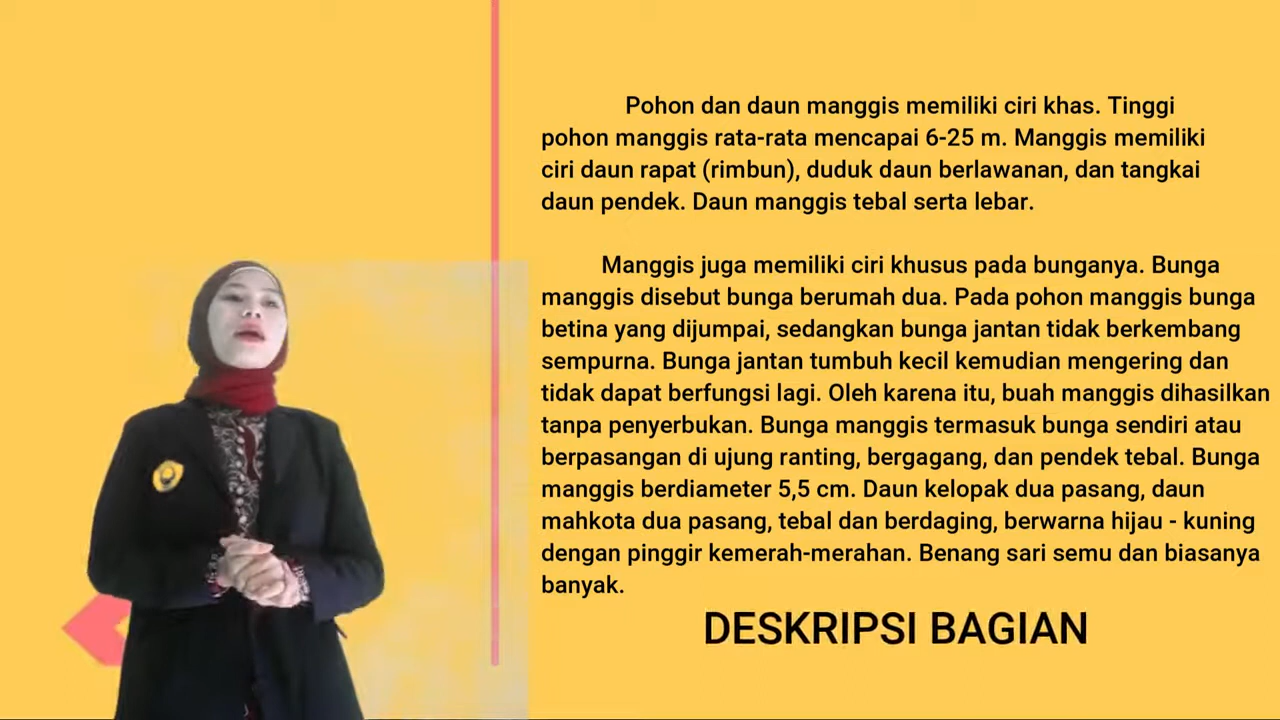 Pohon dan daun manggis memiliki ciri khas. Tinggi
pohon manggis rata-rata mencapai 6-25 m. Manggis memiliki
ciri daun rapat (rimbun), duduk daun berlawanan, dan tangkai
daun pendek. Daun manggis tebal serta lebar.
Manggis juga memiliki ciri khusus pada bunganya. Bunga
manggis disebut bunga berumah dua. Pada pohon manggis bunga
betina yang dijumpai, sedangkan bunga jantan tidak berkembang
sempurna. Bunga jantan tumbuh kecil kemudian mengering dan
tidak dapat berfungsi lagi. Oleh karena itu, buah manggis dihasilkan
tanpa penyerbukan. Bunga manggis termasuk bunga sendiri atau
berpasangan di ujung ranting, bergagang, dan pendek tebal. Bunga
manggis berdiameter 5,5 cm. Daun kelopak dua pasang, daun
mahkota dua pasang, tebal dan berdaging, berwarna hijau - kuning
dengan pinggir kemerah-merahan. Benang sari semu dan biasanya
banyak.
DESKRIPSI BAGIAN